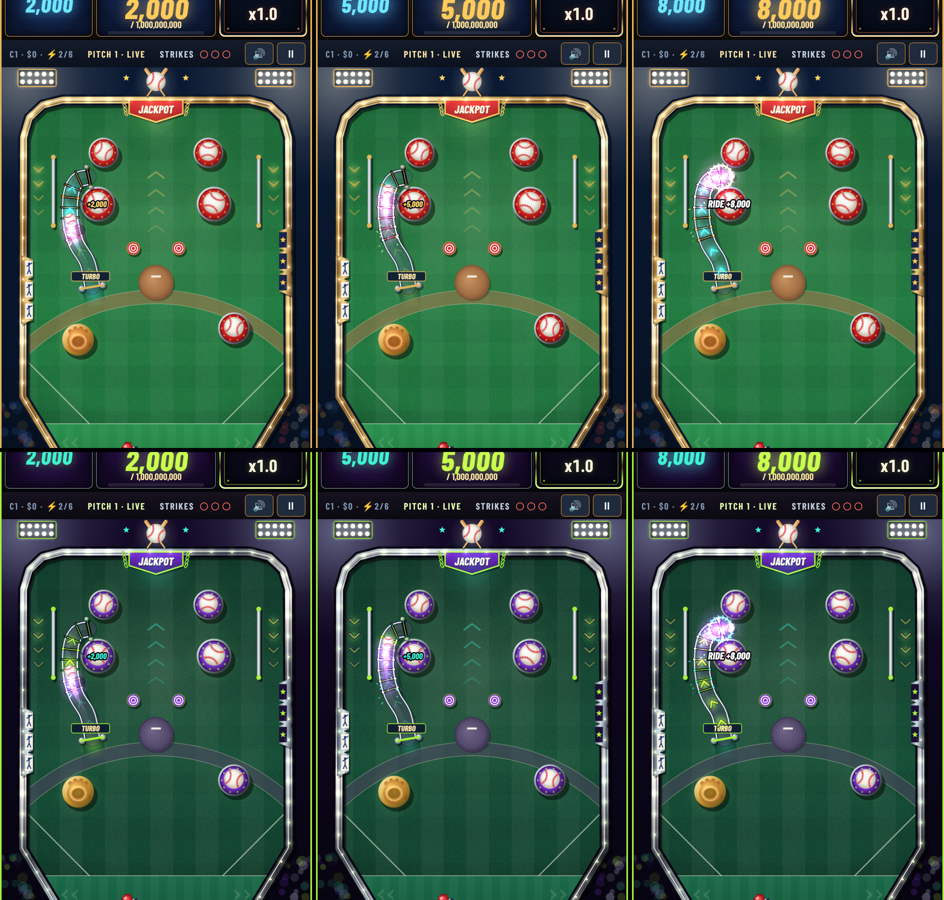 2,000 2,000 x1.0
/ 1,000,000,000
C1 · $0 · ⚡2/6 PITCH 1 · LIVE STRIKES
JACKPOT
+2,000
TURBO
5,000 5,000 x1.0
/ 1,000,000,000
C1 · $0 · ⚡2/6 PITCH 1 · LIVE STRIKES
JACKPOT
+5,000
TURBO
8,000 8,000 x1.0
/ 1,000,000,000
C1 · $0 · ⚡2/6 PITCH 1 · LIVE STRIKES
JACKPOT
RIDE +8,000
TURBO
2,000 2,000 x1.0
/ 1,000,000,000
C1 · $0 · ⚡2/6 PITCH 1 · LIVE STRIKES
JACKPOT
+2,000
TURBO
5,000 5,000 x1.0
/ 1,000,000,000
C1 · $0 · ⚡2/6 PITCH 1 · LIVE STRIKES
JACKPOT
+5,000
TURBO
8,000 8,000 x1.0
/ 1,000,000,000
C1 · $0 · ⚡2/6 PITCH 1 · LIVE STRIKES
JACKPOT
RIDE +8,000
TURBO